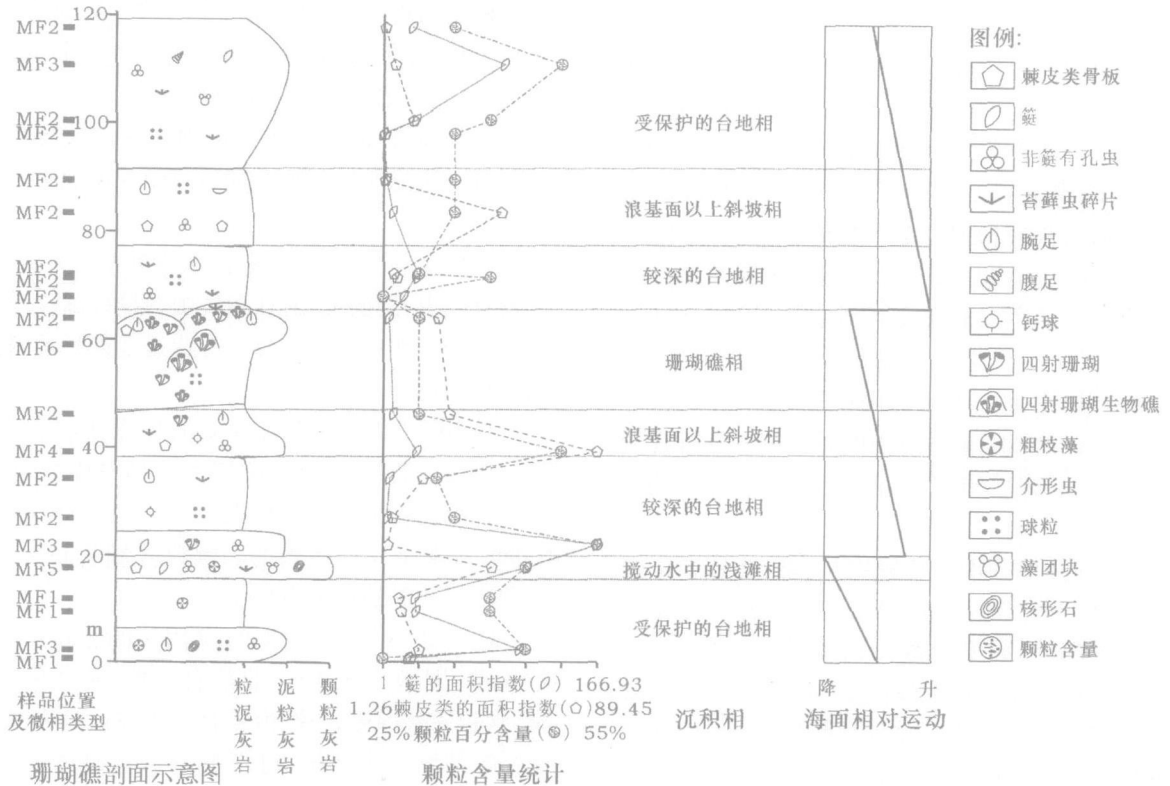 120
MF2
MF3
MF2
100
MF2
MF2
MF2
80
MF2
MF2
MF2
MF2
60
MF6
MF2
MF4
40
MF2
MF2
MF3
20
MF5
MF1
MF1
m
MF3
MF1
0
样品位置
及微相类型
粒泥灰岩
泥粒灰岩
颗粒灰岩
珊瑚礁剖面示意图
1 䗴的面积指数() 166.93
1.26棘皮类的面积指数()89.45
25%颗粒百分含量() 55%
颗粒含量统计
受保护的台地相
浪基面以上斜坡相
较深的台地相
珊瑚礁相
浪基面以上斜坡相
较深的台地相
搅动水中的浅滩相
受保护的台地相
沉积相
降
升
海面相对运动
图例:
棘皮类骨板
䗴
非䗴有孔虫
苔藓虫碎片
腕足
腹足
钙球
四射珊瑚
四射珊瑚生物礁
粗枝藻
介形虫
球粒
藻团块
核形石
颗粒含量